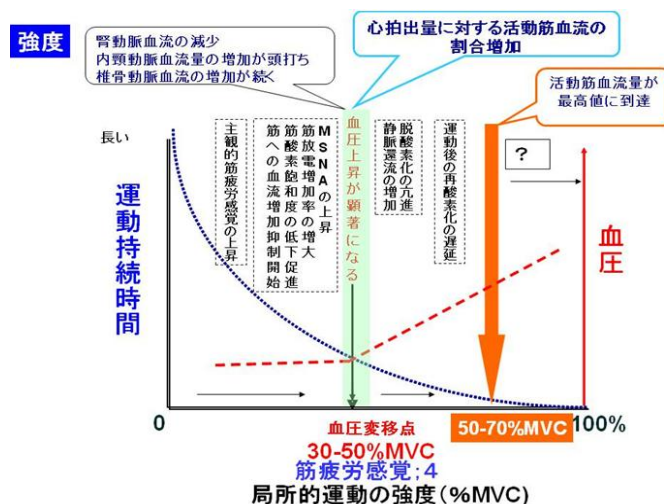 強度
腎動脈血流の減少
内頸動脈血流量の増加が頭打ち
椎骨動脈血流の増加が続く
心拍出量に対する活動筋血流の
割合増加
活動筋血流量が
最高値に到達
長い
運動持続時間
主観的筋疲労感覚の上昇
MSNAの上昇
筋放電増加率の増大
筋酸素飽和度の低下促進
筋への血流増加抑制開始
血圧上昇が顕著になる
脱酸素化の亢進
静脈還流の増加
運動後の再酸素化の遅延
?
血圧
0
血圧変移点
30-50%MVC
50-70%MVC
100%
筋疲労感覚;4
局所的運動の強度(%MVC)